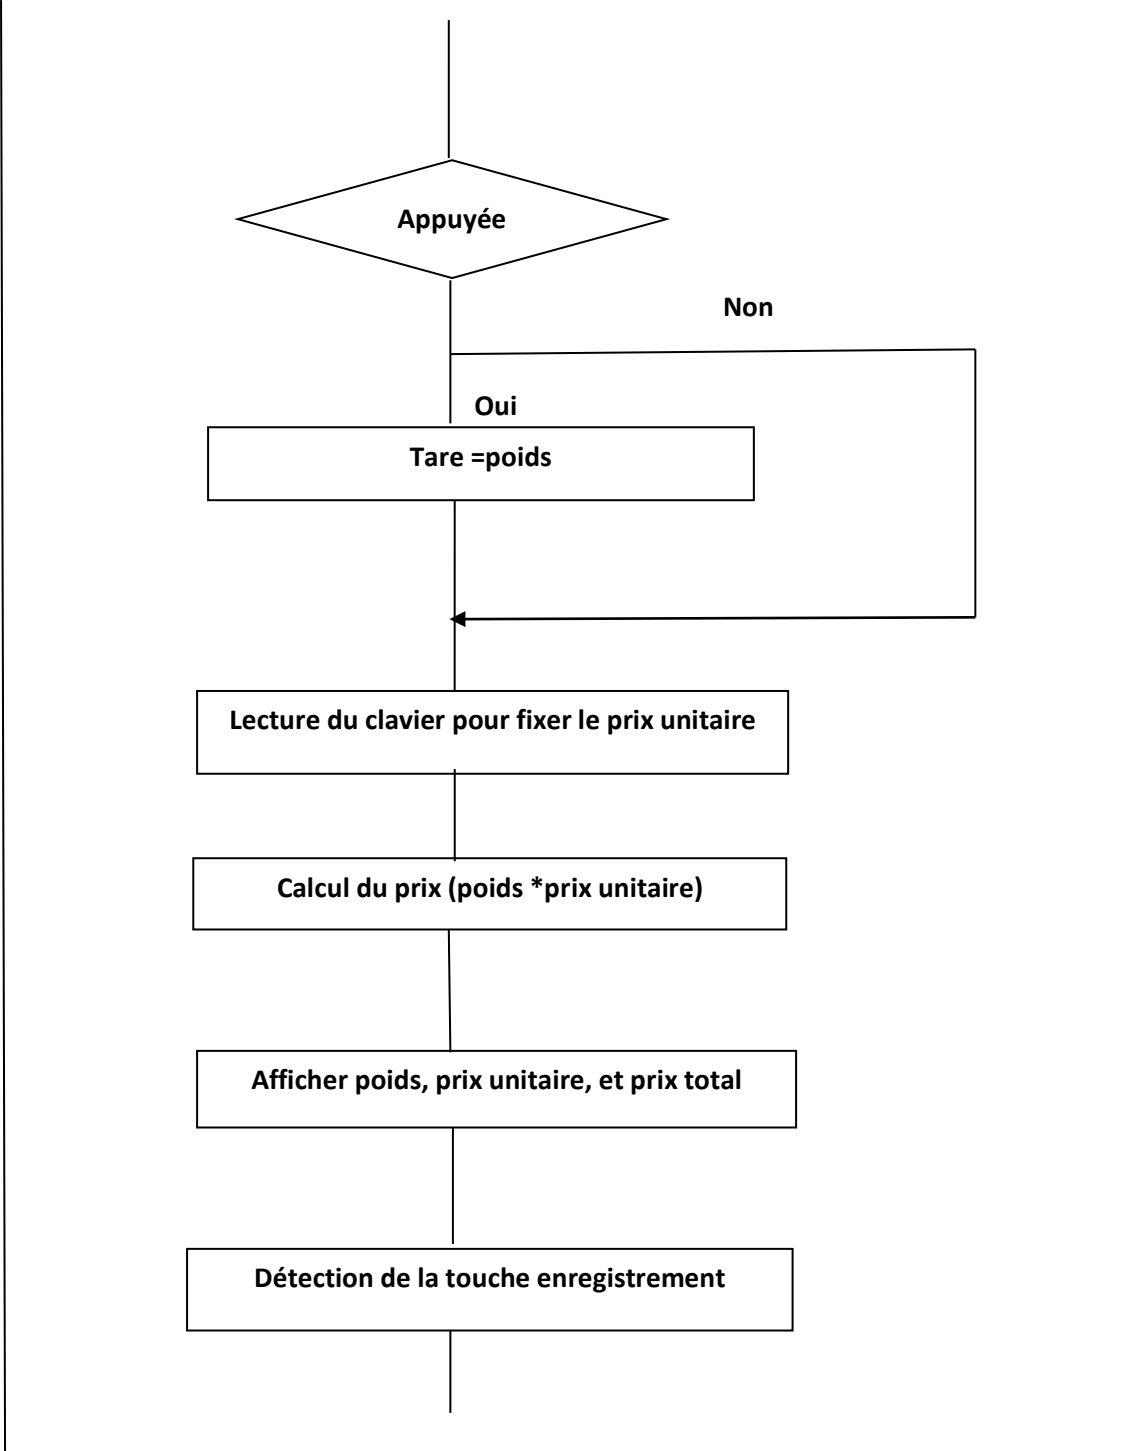 Appuyée
Non
Oui
Tare =poids
Lecture du clavier pour fixer le prix unitaire
Calcul du prix (poids *prix unitaire)
Afficher poids, prix unitaire, et prix total
Détection de la touche enregistrement